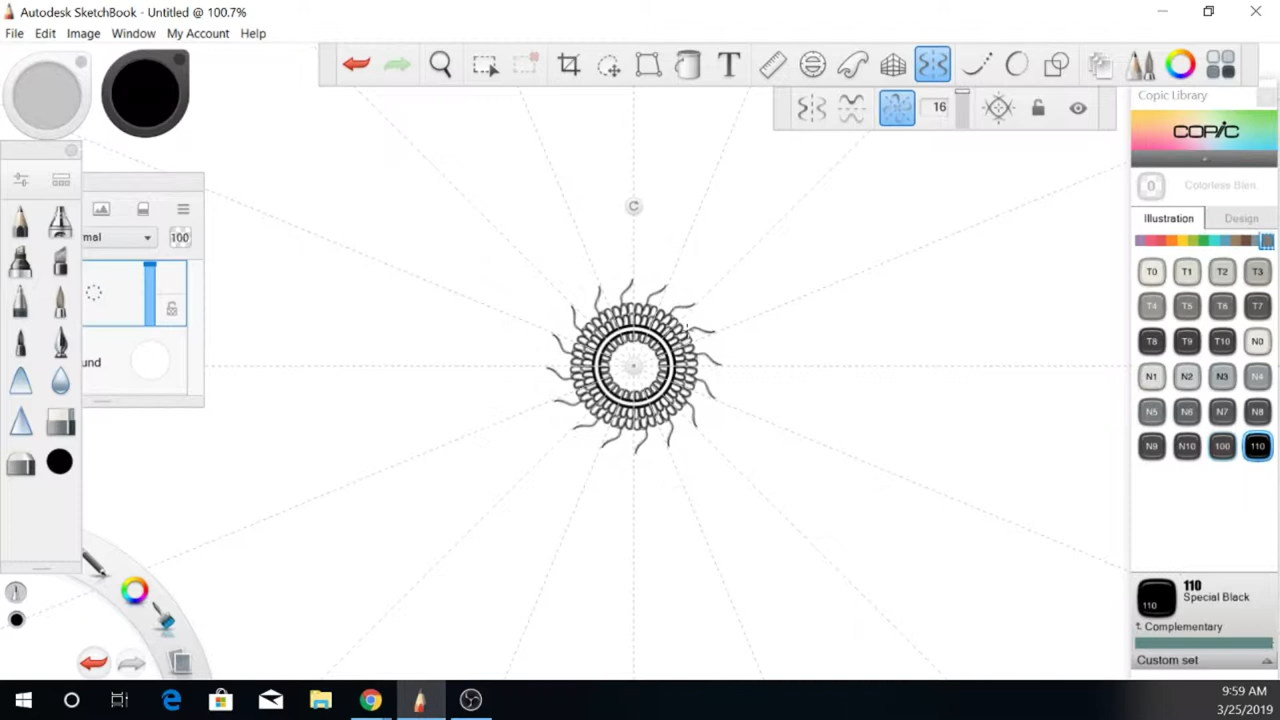 Autodesk SketchBook - Untitled @ 100.7%
File Edit Image Window My Account Help
T
16
Copic Library
COPIC
0 Colorless Blen.
Illustration Design
mal 100
T0 T1 T2 T3
T4 T5 T6 T7
T8 T9 T10 N0
N1 N2 N3 N4
N5 N6 N7 N8
N9 N10 100 110
und
110
110 Special Black
Complementary
Custom set
9:59 AM
3/25/2019